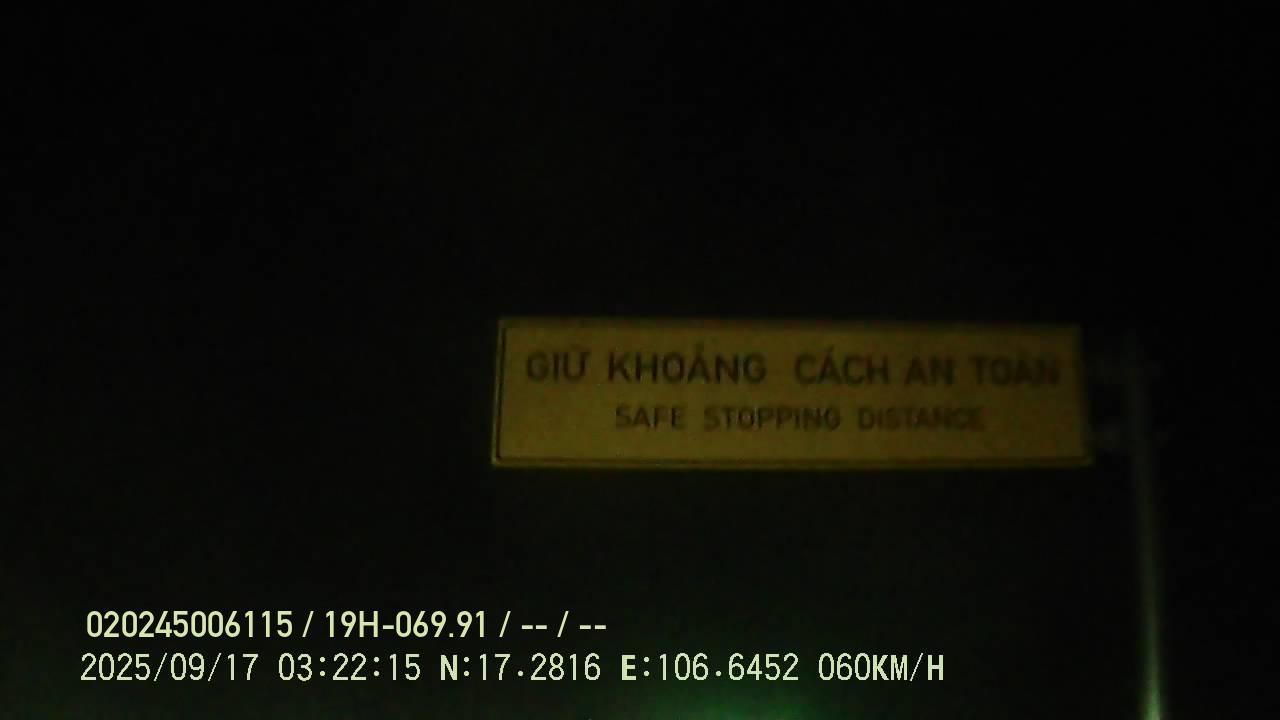 GIỮ KHOẢNG CÁCH AN TOÀN
SAFE STOPPING DISTANCE
020245006115 / 19H-069.91 / -- / --
2025/09/17 03:22:15 N:17.2816 E:106.6452 060KM/H